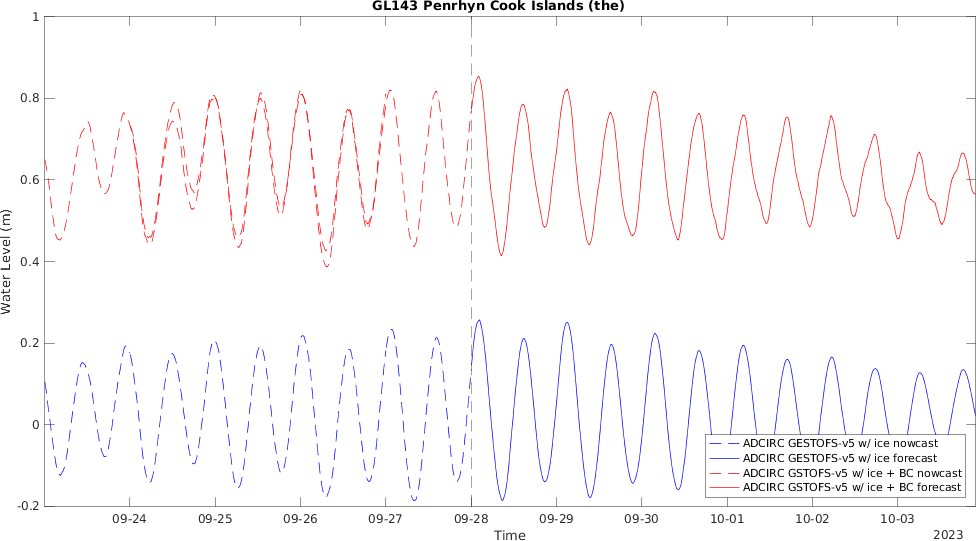 GL143 Penrhyn Cook Islands (the)
1
0.8
0.6
0.4
0.2
0
-0.2
Water Level (m)
09-24 09-25 09-26 09-27 09-28 09-29 09-30 10-01 10-02 10-03
Time
2023
ADCIRC GESTOFS-v5 w/ ice nowcast
ADCIRC GESTOFS-v5 w/ ice forecast
ADCIRC GSTOFS-v5 w/ ice + BC nowcast
ADCIRC GSTOFS-v5 w/ ice + BC forecast